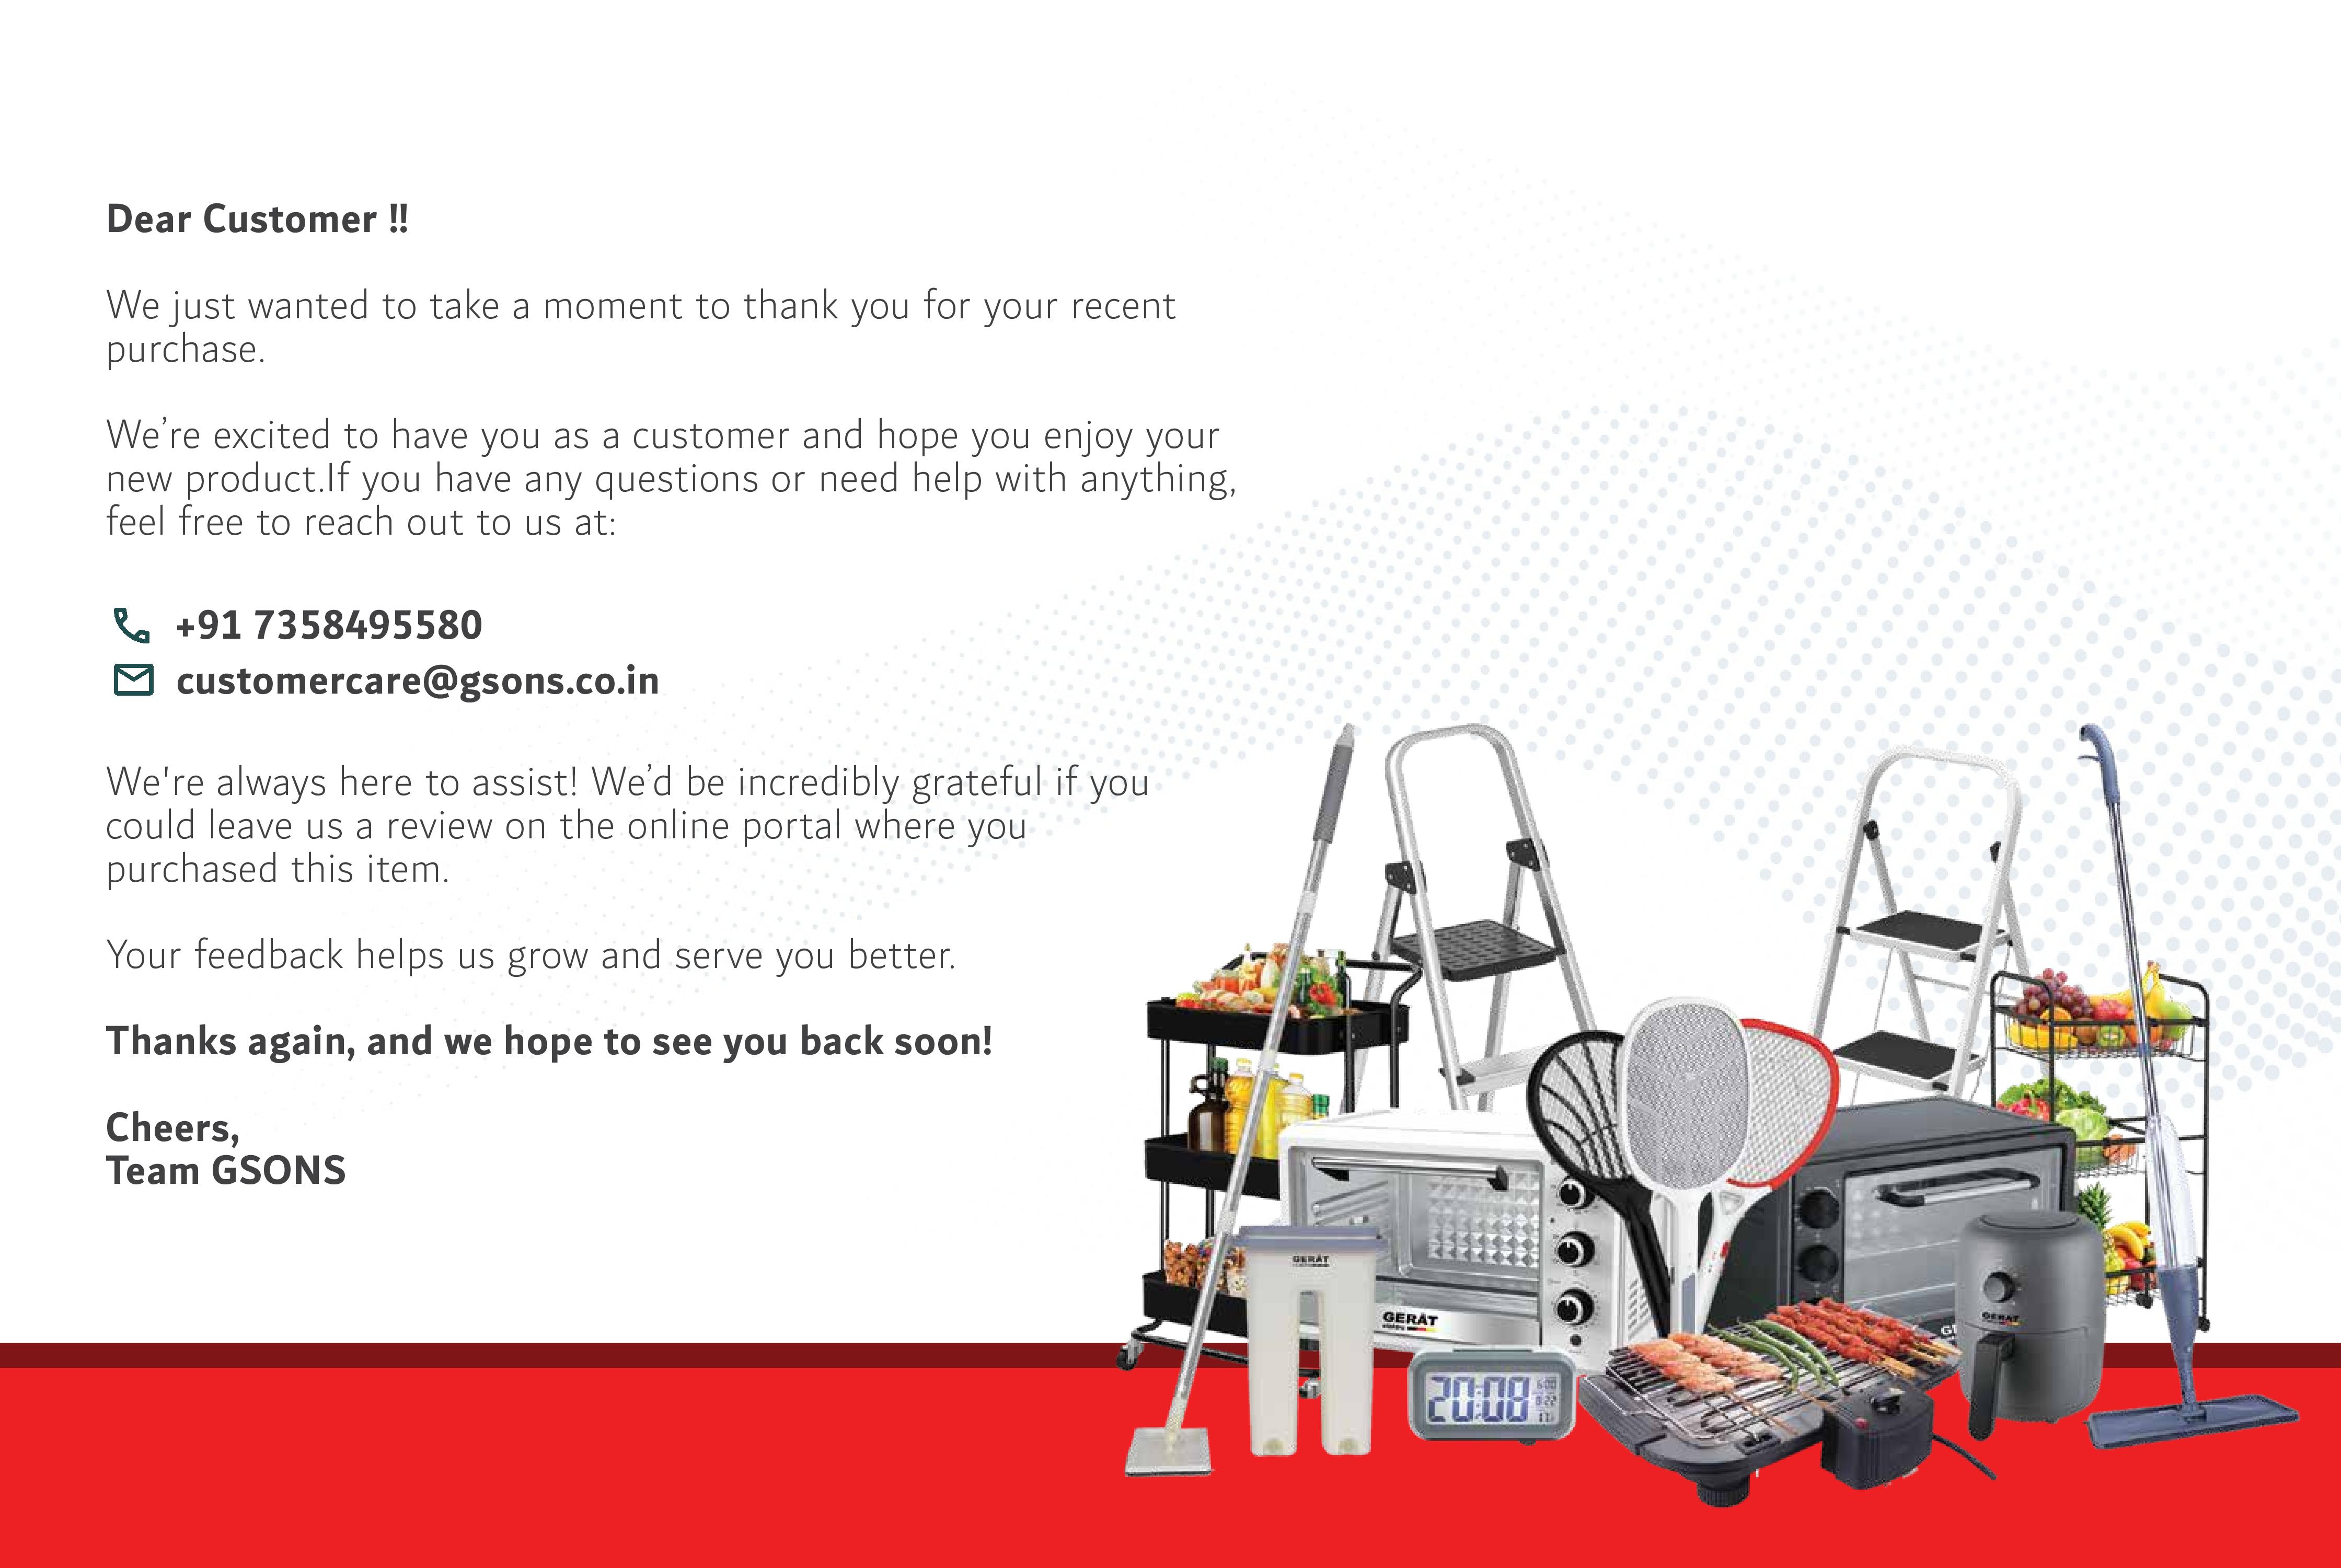 Dear Customer !!
We just wanted to take a moment to thank you for your recent
purchase.
We’re excited to have you as a customer and hope you enjoy your
new product.If you have any questions or need help with anything,
feel free to reach out to us at:
+91 7358495580
customercare@gsons.co.in
We're always here to assist! We’d be incredibly grateful if you
could leave us a review on the online portal where you
purchased this item.
Your feedback helps us grow and serve you better.
Thanks again, and we hope to see you back soon!
Cheers,
Team GSONS
GERÄT
GERÄT
GERÄT
20:08